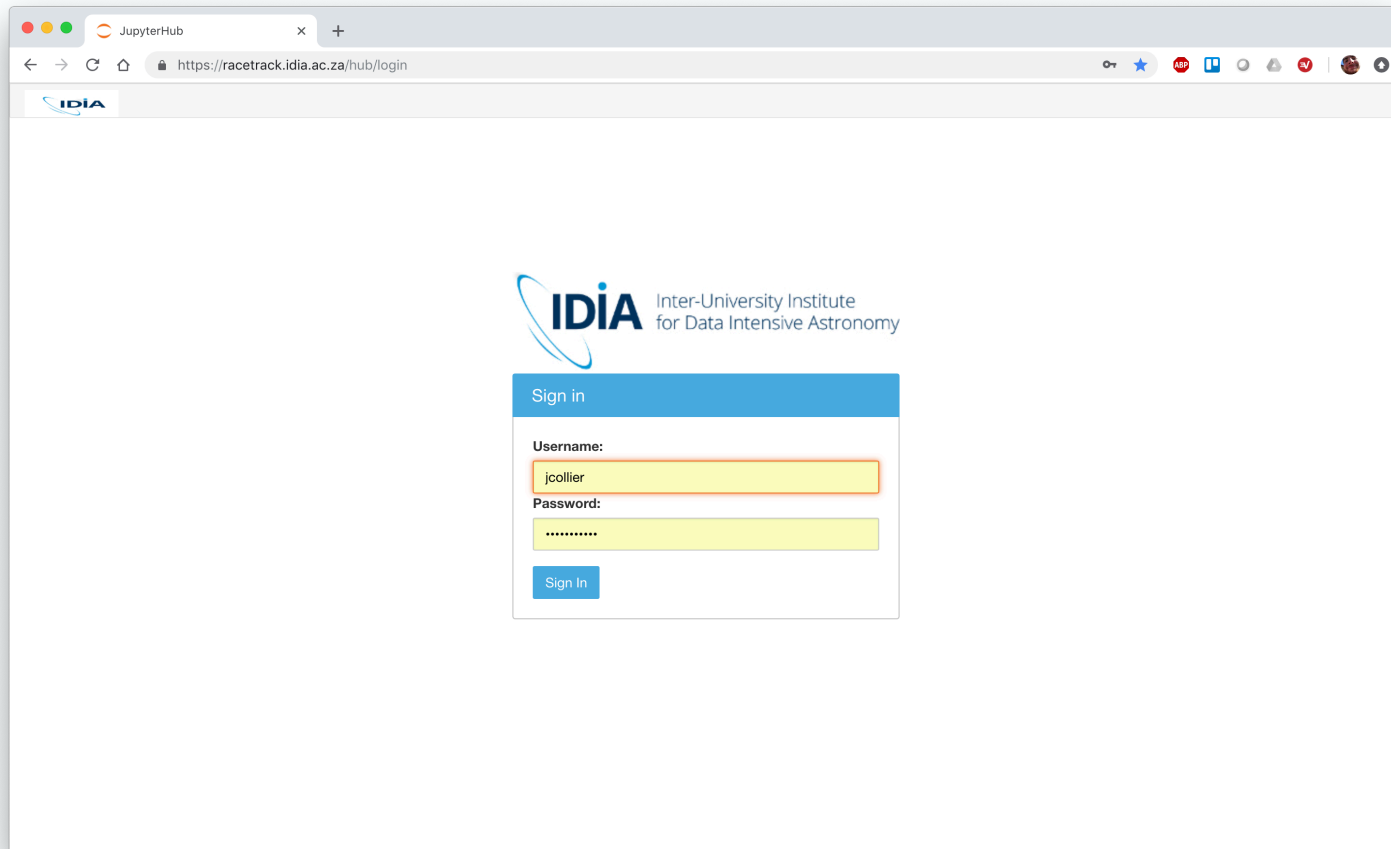 JupyterHub
https://racetrack.idia.ac.za/hub/login
ABP
IDIA
IDIA Inter-University Institute
for Data Intensive Astronomy
Sign in
Username:
jcollier
Password:
•••••••••••
Sign In